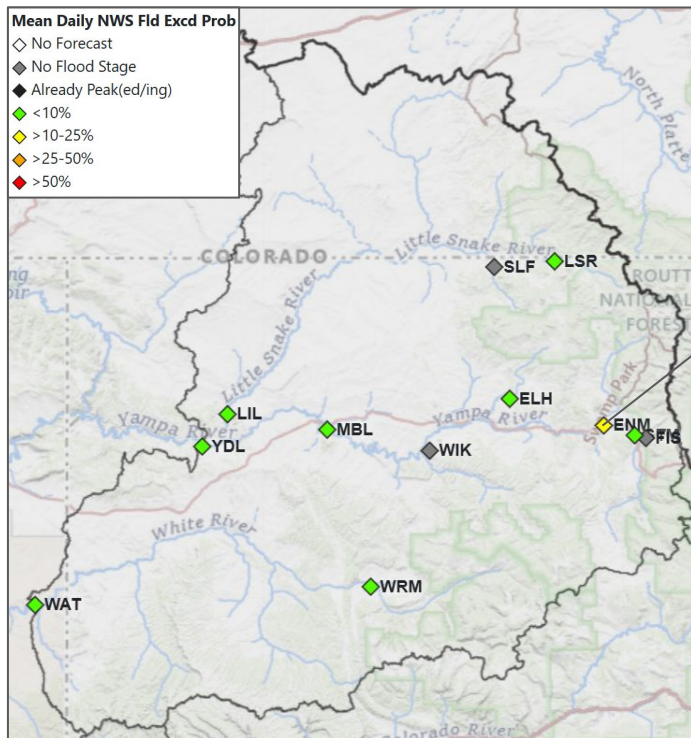 Mean Daily NWS Fld Excd Prob
No Forecast
No Flood Stage
Already Peak(ed/ing)
<10%
>10-25%
>25-50%
>50%
North Platte
COLORADO
Little Snake River
SLF
LSR
ROUTT
NATIONAL
FOREST
Little Snake River
ELH
Park
LIL
Yampa River
Yampa River
MBL
ENM
YDL
WIK
FIS
White River
WRM
WAT
Colorado River